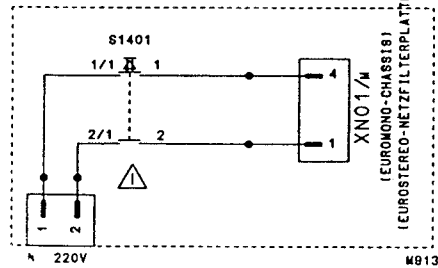 S1401
1/1 1
2/1 2
4
1
XN01/M
(EUROMONO-CHASSIS)
(EUROSTEREO-NETZFILTERPLATT
1 2
220V
M913